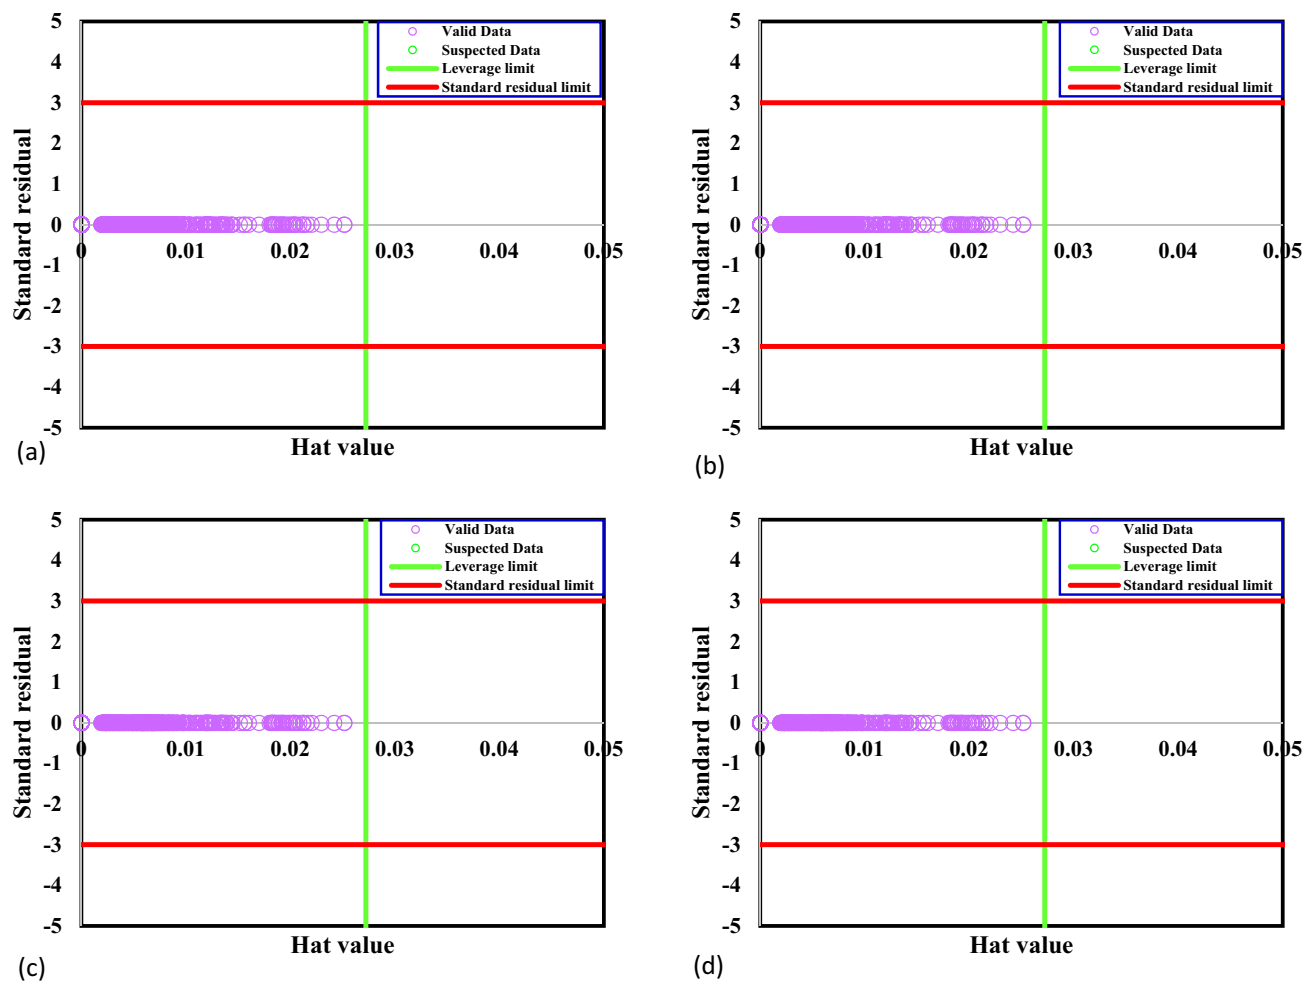 5
4
3
2
1
0
-1
-2
-3
-4
-5
Standard residual
0
0.01
0.02
0.03
0.04
0.05
Hat value
Valid Data
Suspected Data
Leverage limit
Standard residual limit
(a)
5
4
3
2
1
0
-1
-2
-3
-4
-5
Standard residual
0
0.01
0.02
0.03
0.04
0.05
Hat value
Valid Data
Suspected Data
Leverage limit
Standard residual limit
(b)
5
4
3
2
1
0
-1
-2
-3
-4
-5
Standard residual
0
0.01
0.02
0.03
0.04
0.05
Hat value
Valid Data
Suspected Data
Leverage limit
Standard residual limit
(c)
5
4
3
2
1
0
-1
-2
-3
-4
-5
Standard residual
0
0.01
0.02
0.03
0.04
0.05
Hat value
Valid Data
Suspected Data
Leverage limit
Standard residual limit
(d)